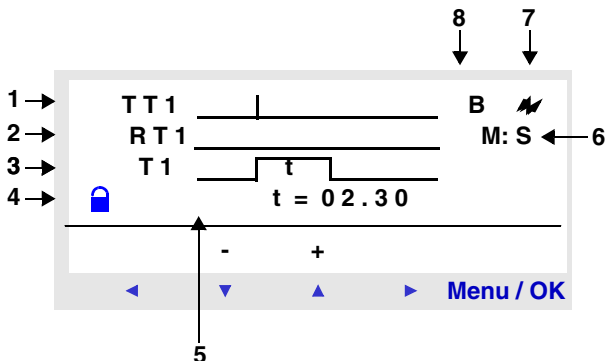 8 7
1 TT1 B
2 RT1 M: S 6
3 T1 t
4 t = 02.30
- +
Menu / OK
5